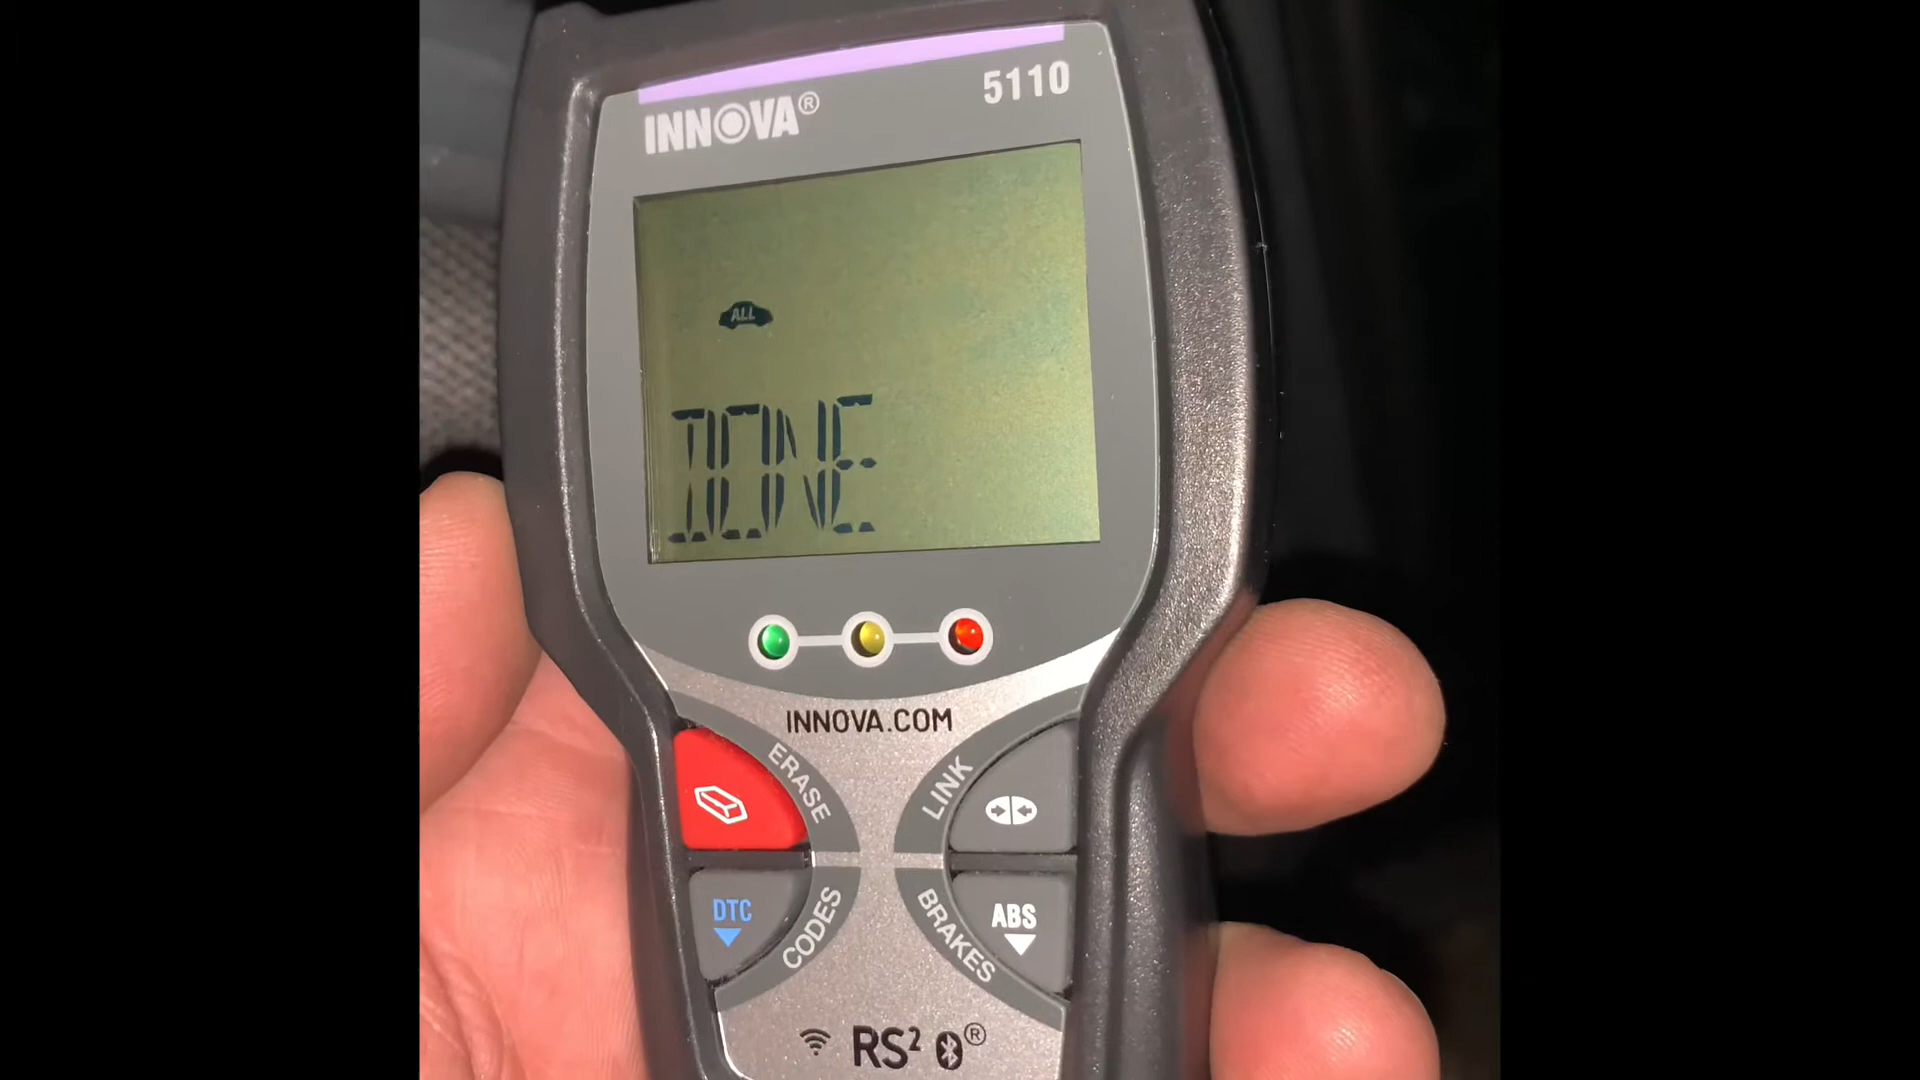 5110
INNOVA®
ALL
DONE
INNOVA.COM
ERASE
LINK
DTC
CODES
BRAKES
ABS
RS² ®